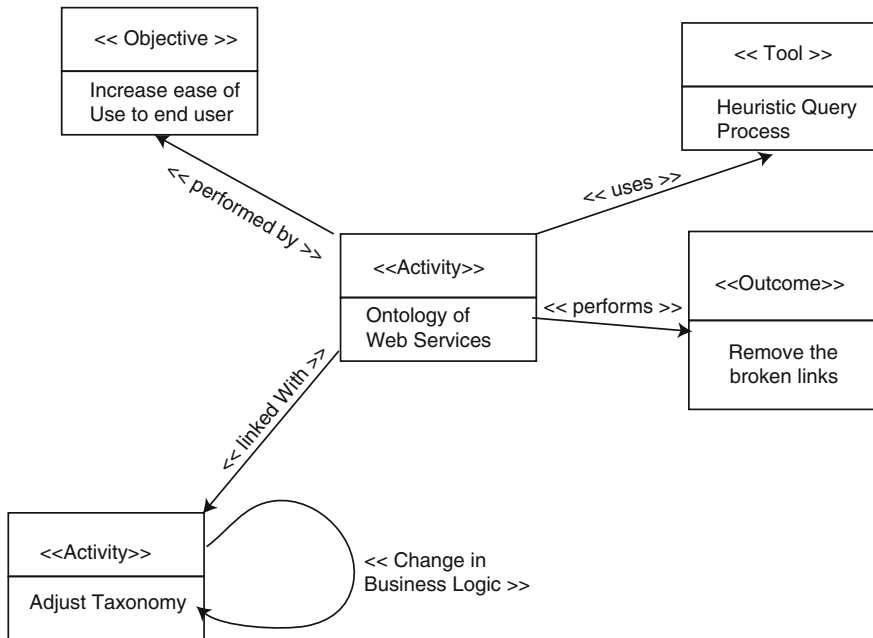 << Objective >>
Increase ease of
Use to end user
<< Tool >>
Heuristic Query
Process
<< performed by >>
<< uses >>
<<Activity>>
Ontology of
Web Services
<< performs >>
<<Outcome>>
Remove the
broken links
<< linked With >>
<<Activity>>
Adjust Taxonomy
<< Change in
Business Logic >>